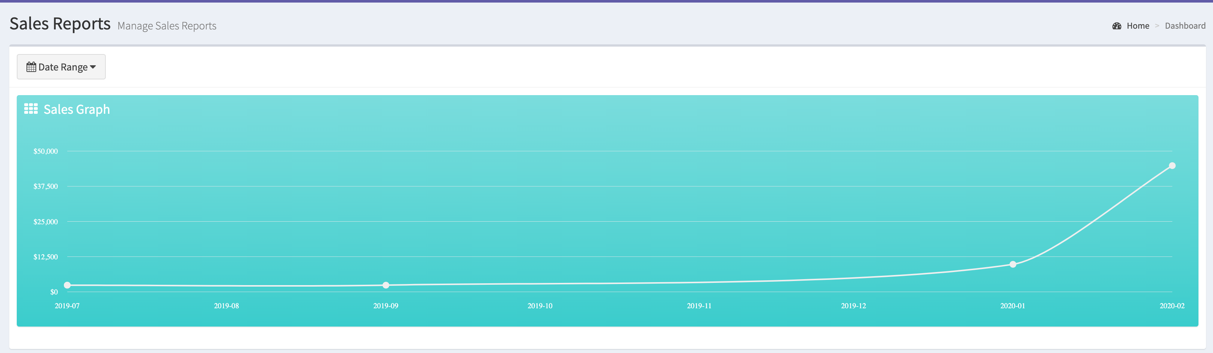 Sales Reports Manage Sales Reports
Home > Dashboard
Date Range
Sales Graph
$50,000
$37,500
$25,000
$12,500
$0
2019-07 2019-08 2019-09 2019-10 2019-11 2019-12 2020-01 2020-02